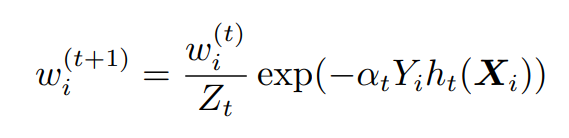 $w_i^{(t+1)} = \frac{w_i^{(t)}}{Z_t} \exp(-\alpha_t Y_i h_t(\boldsymbol{X}_i))$